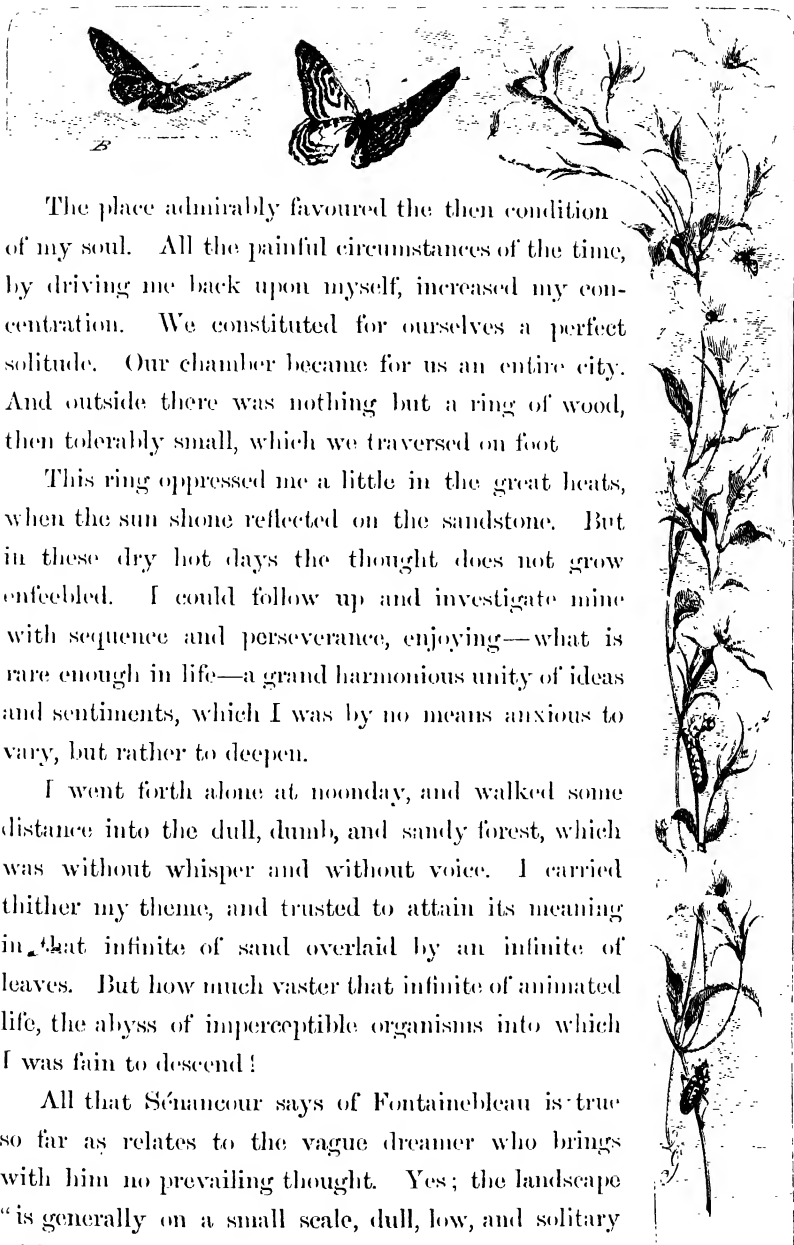 B
The place admirably favoured the then condition
of my soul. All the painful circumstances of the time,
by driving me back upon myself, increased my con-
centration. We constituted for ourselves a perfect
solitude. Our chamber became for us an entire city.
And outside there was nothing but a ring of wood,
then tolerably small, which we traversed on foot
This ring oppressed me a little in the great heats,
when the sun shone reflected on the sandstone. But
in these dry hot days the thought does not grow
enfeebled. I could follow up and investigate mine
with sequence and perseverance, enjoying—what is
rare enough in life—a grand harmonious unity of ideas
and sentiments, which I was by no means anxious to
vary, but rather to deepen.
I went forth alone at noonday, and walked some
distance into the dull, dumb, and sandy forest, which
was without whisper and without voice. I carried
thither my theme, and trusted to attain its meaning
in that infinite of sand overlaid by an infinite of
leaves. But how much vaster that infinite of animated
life, the abyss of imperceptible organisms into which
I was fain to descend!
All that Sénancour says of Fontainebleau is true
so far as relates to the vague dreamer who brings
with him no prevailing thought. Yes; the landscape
"is generally on a small scale, dull, low, and solitary